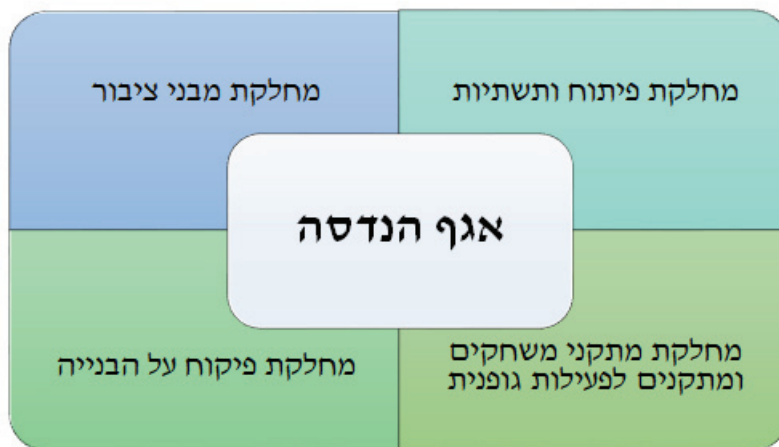 מחלקת פיתוח ותשתיות
מחלקת מבני ציבור
אגף הנדסה
מחלקת מתקני משחקים
ומתקנים לפעילות גופנית
מחלקת פיקוח על הבנייה